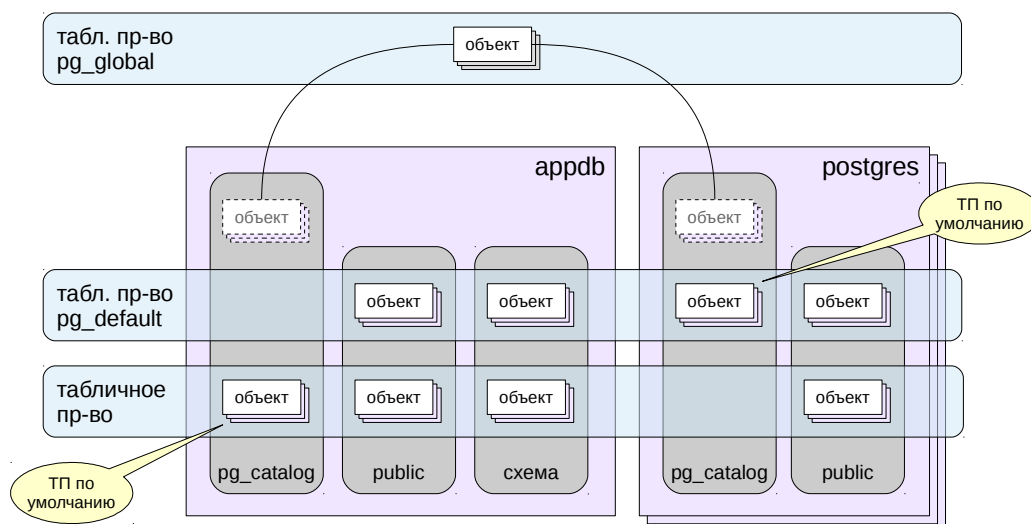 табл. пр-во
pg_global
объект
appdb
postgres
объект
объект
ТП по
умолчанию
табл. пр-во
pg_default
объект
объект
объект
объект
табличное
пр-во
объект
объект
объект
объект
ТП по
умолчанию
pg_catalog
public
схема
pg_catalog
public